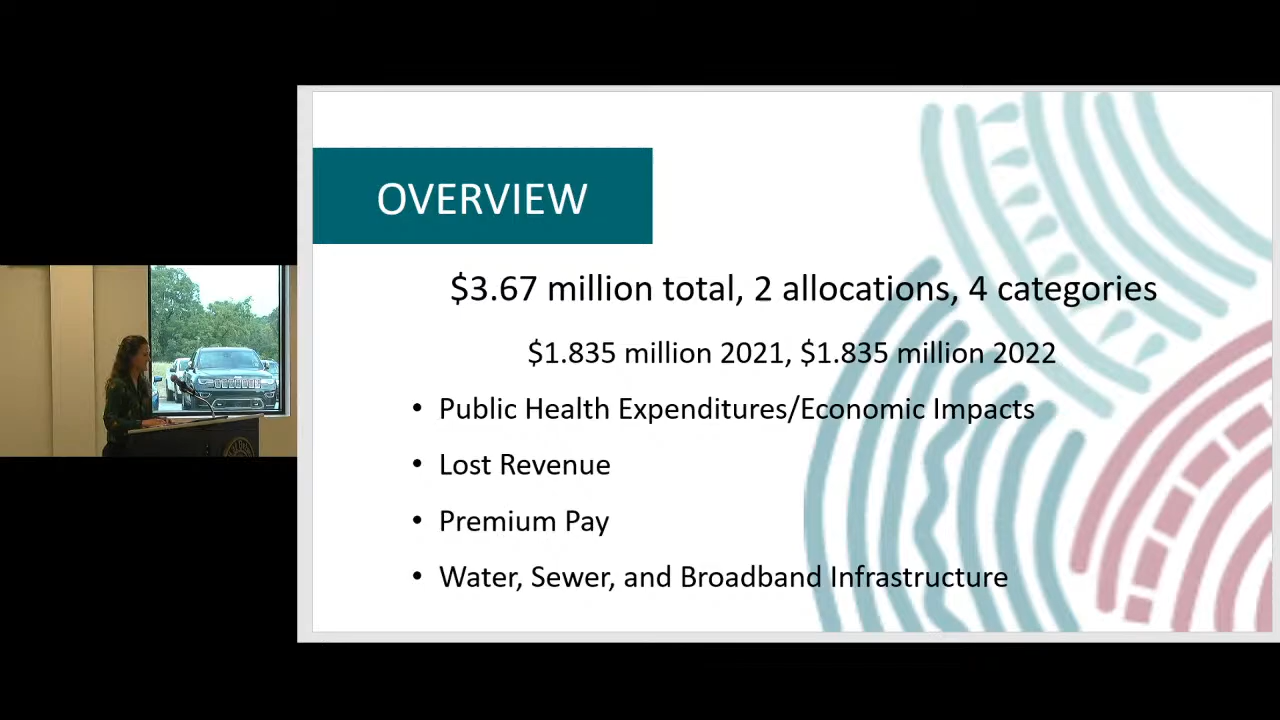 OVERVIEW
$3.67 million total, 2 allocations, 4 categories
$1.835 million 2021, $1.835 million 2022
• Public Health Expenditures/Economic Impacts
• Lost Revenue
• Premium Pay
• Water, Sewer, and Broadband Infrastructure